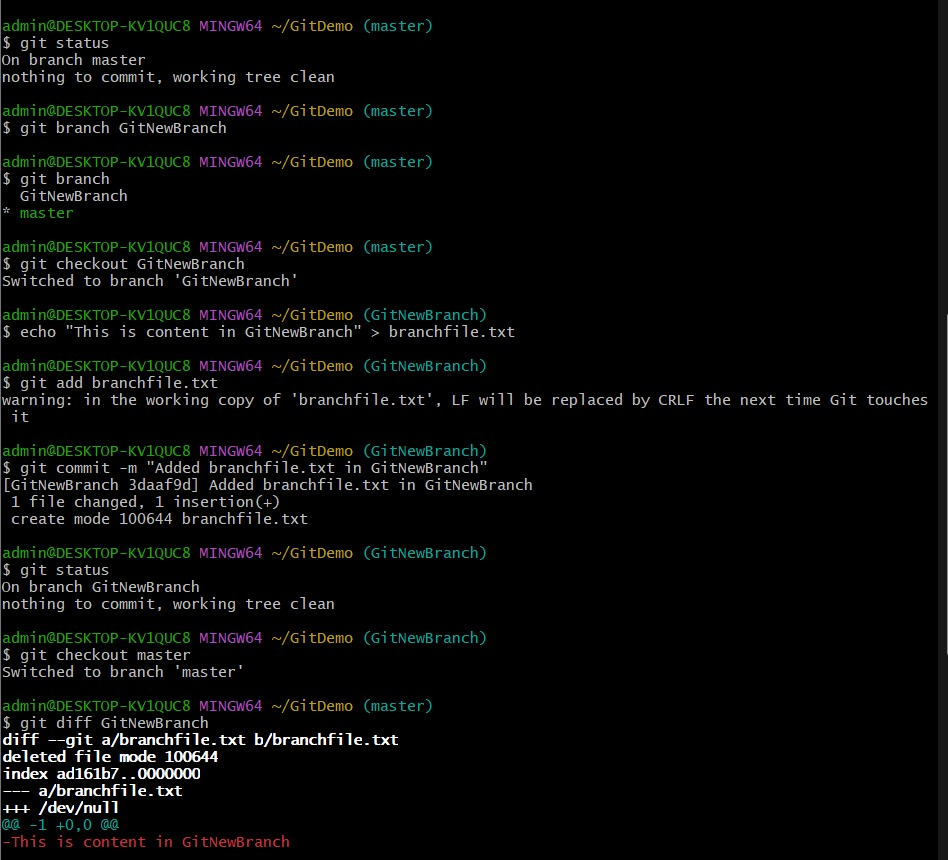 admin@DESKTOP-KV1QUC8 MINGW64 ~/GitDemo (master)
$ git status
On branch master
nothing to commit, working tree clean
admin@DESKTOP-KV1QUC8 MINGW64 ~/GitDemo (master)
$ git branch GitNewBranch
admin@DESKTOP-KV1QUC8 MINGW64 ~/GitDemo (master)
$ git branch
  GitNewBranch
* master
admin@DESKTOP-KV1QUC8 MINGW64 ~/GitDemo (master)
$ git checkout GitNewBranch
Switched to branch 'GitNewBranch'
admin@DESKTOP-KV1QUC8 MINGW64 ~/GitDemo (GitNewBranch)
$ echo "This is content in GitNewBranch" > branchfile.txt
admin@DESKTOP-KV1QUC8 MINGW64 ~/GitDemo (GitNewBranch)
$ git add branchfile.txt
warning: in the working copy of 'branchfile.txt', LF will be replaced by CRLF the next time Git touches
 it
admin@DESKTOP-KV1QUC8 MINGW64 ~/GitDemo (GitNewBranch)
$ git commit -m "Added branchfile.txt in GitNewBranch"
[GitNewBranch 3daaf9d] Added branchfile.txt in GitNewBranch
 1 file changed, 1 insertion(+)
 create mode 100644 branchfile.txt
admin@DESKTOP-KV1QUC8 MINGW64 ~/GitDemo (GitNewBranch)
$ git status
On branch GitNewBranch
nothing to commit, working tree clean
admin@DESKTOP-KV1QUC8 MINGW64 ~/GitDemo (GitNewBranch)
$ git checkout master
Switched to branch 'master'
admin@DESKTOP-KV1QUC8 MINGW64 ~/GitDemo (master)
$ git diff GitNewBranch
diff --git a/branchfile.txt b/branchfile.txt
deleted file mode 100644
index ad161b7..0000000
--- a/branchfile.txt
+++ /dev/null
@@ -1 +0,0 @@
-This is content in GitNewBranch